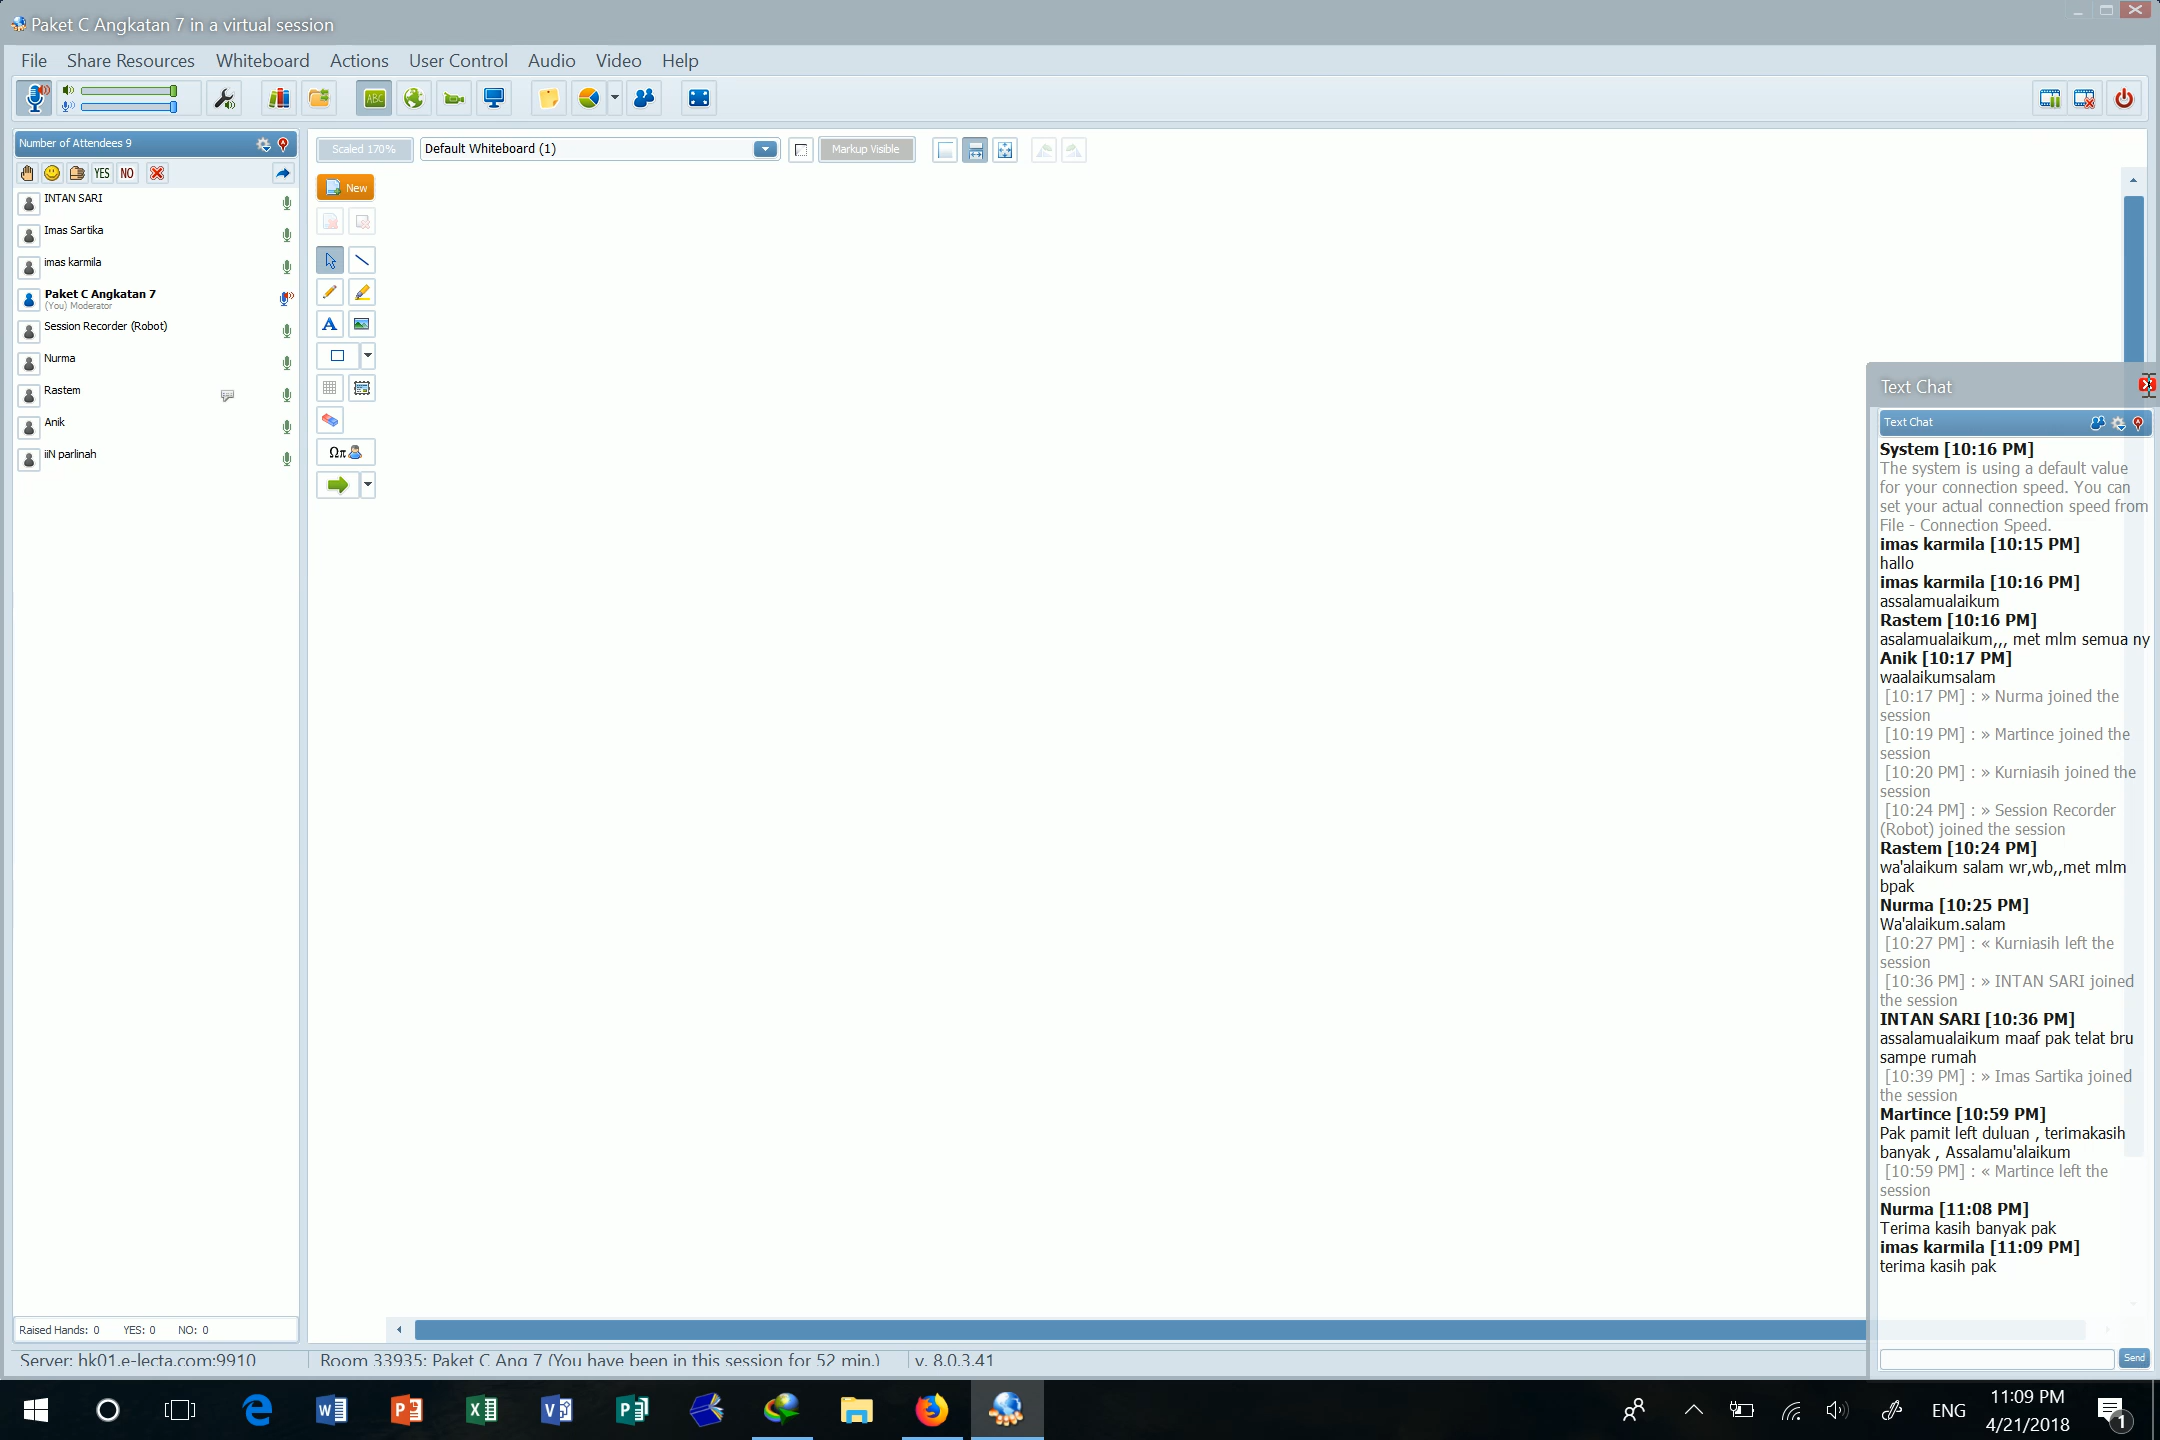 Paket C Angkatan 7 in a virtual session
File Share Resources Whiteboard Actions User Control Audio Video Help
ABC
Number of Attendees 9
YES NO
INTAN SARI
Imas Sartika
imas karmila
Paket C Angkatan 7
(You) Moderator
Session Recorder (Robot)
Nurma
Rastem
Anik
iiN parlinah
Raised Hands: 0 YES: 0 NO: 0
Scaled 170% Default Whiteboard (1) Markup Visible
New
A
Ωπ
Text Chat
Text Chat
System [10:16 PM]
The system is using a default value
for your connection speed. You can
set your actual connection speed from
File - Connection Speed.
imas karmila [10:15 PM]
hallo
imas karmila [10:16 PM]
assalamualaikum
Rastem [10:16 PM]
asalamualaikum,,, met mlm semua ny
Anik [10:17 PM]
waalaikumsalam
[10:17 PM] : » Nurma joined the
session
[10:19 PM] : » Martince joined the
session
[10:20 PM] : » Kurniasih joined the
session
[10:24 PM] : » Session Recorder
(Robot) joined the session
Rastem [10:24 PM]
wa'alaikum salam wr,wb,,met mlm
bpak
Nurma [10:25 PM]
Wa'alaikum.salam
[10:27 PM] : « Kurniasih left the
session
[10:36 PM] : » INTAN SARI joined
the session
INTAN SARI [10:36 PM]
assalamualaikum maaf pak telat bru
sampe rumah
[10:39 PM] : » Imas Sartika joined
the session
Martince [10:59 PM]
Pak pamit left duluan , terimakasih
banyak , Assalamu'alaikum
[10:59 PM] : « Martince left the
session
Nurma [11:08 PM]
Terima kasih banyak pak
imas karmila [11:09 PM]
terima kasih pak
Send
Server: hk01.e-lecta.com:9910 Room 33935: Paket C Ang 7 (You have been in this session for 52 min.) v. 8.0.3.41
ENG
11:09 PM
4/21/2018
1